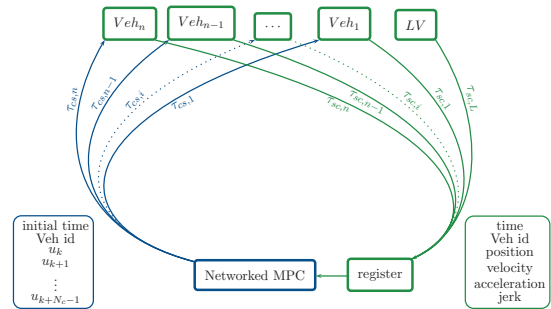 Veh_n Veh_{n-1} ... Veh_1 LV
τ_{cs,n} τ_{cs,n-1} τ_{cs,i} τ_{cs,1} τ_{sc,n} τ_{sc,n-1} τ_{sc,i} τ_{sc,1} τ_{sc,L}
initial time
Veh id
u_k
u_{k+1}
⋮
u_{k+N_c-1}
Networked MPC
register
time
Veh id
position
velocity
acceleration
jerk